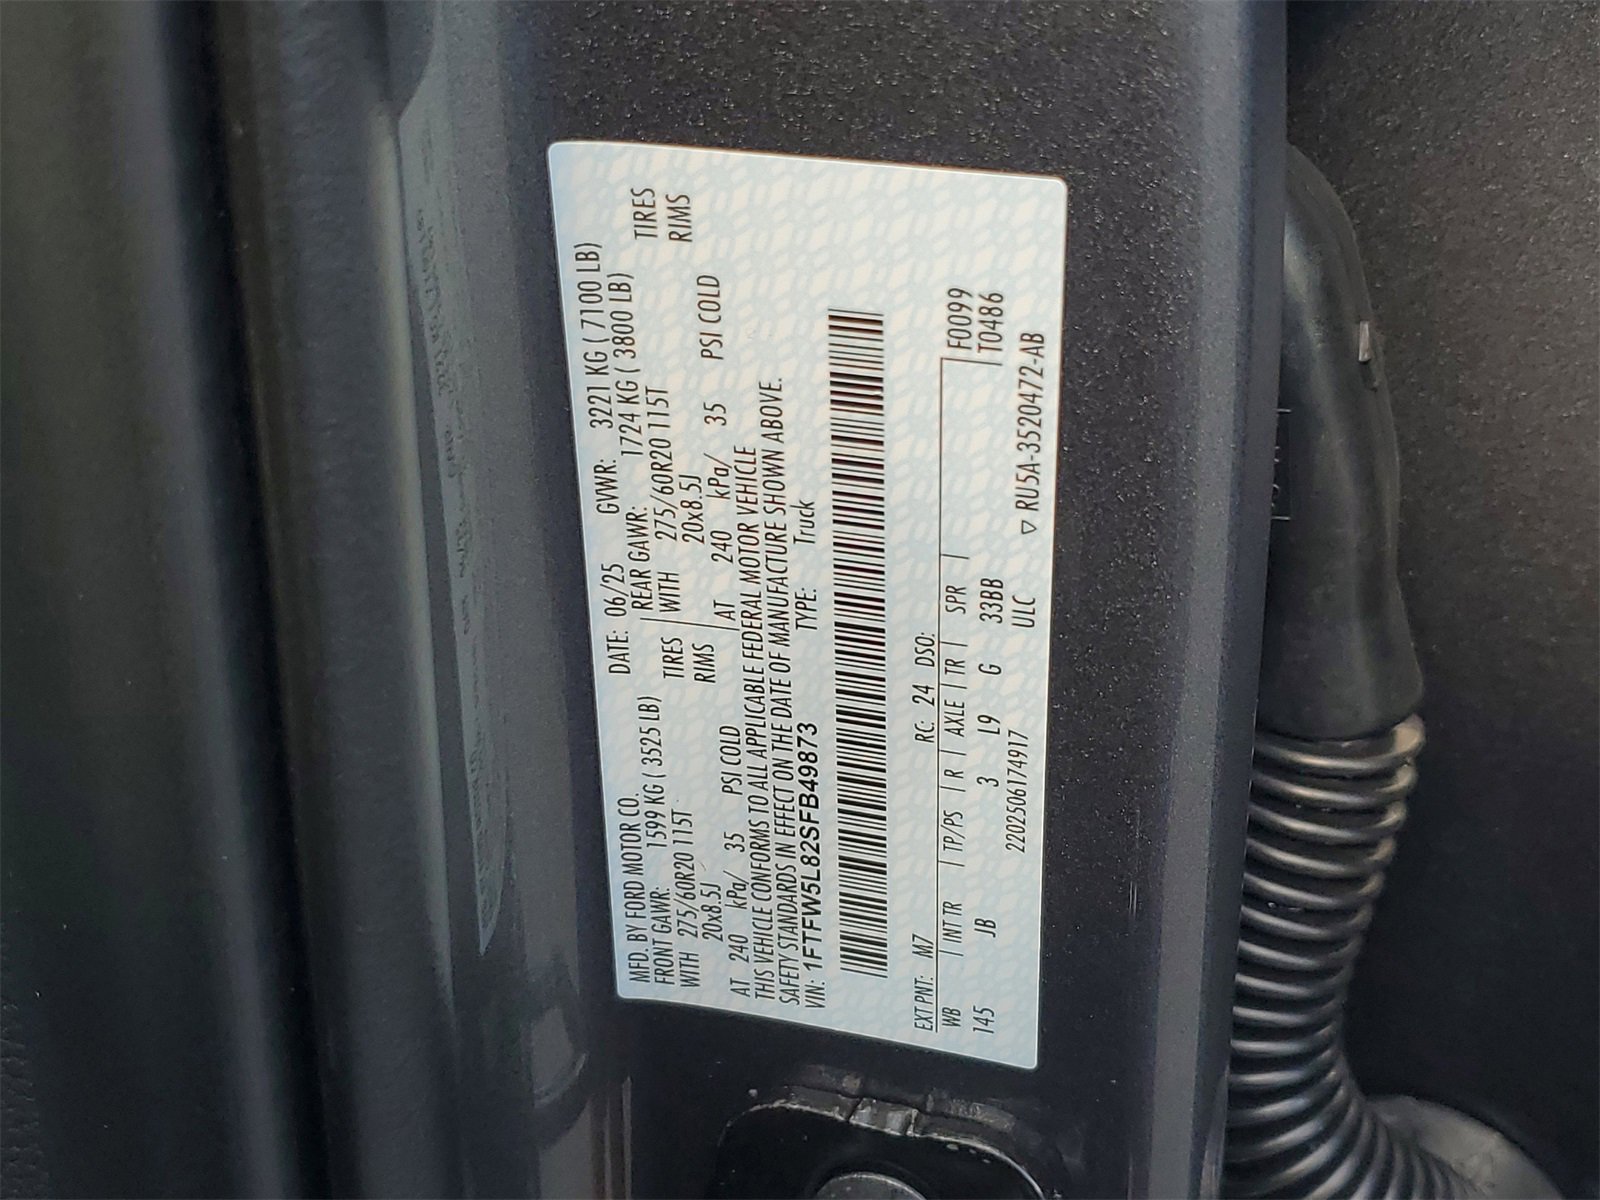 MFD. BY FORD MOTOR CO.
DATE: 06/25 GVWR: 3221 KG ( 7100 LB)
FRONT GAWR: 1599 KG ( 3525 LB)
REAR GAWR: 1724 KG ( 3800 LB)
WITH 275/60R20 115T TIRES
WITH 275/60R20 115T TIRES
20x8.5J RIMS
20x8.5J RIMS
AT 240 kPa/ 35 PSI COLD
AT 240 kPa/ 35 PSI COLD
THIS VEHICLE CONFORMS TO ALL APPLICABLE FEDERAL MOTOR VEHICLE
SAFETY STANDARDS IN EFFECT ON THE DATE OF MANUFACTURE SHOWN ABOVE.
VIN: 1FTFW5L82SFB49873 TYPE: Truck
EXT PNT: M7 RC: 24 DSO:
WB | INT TR | TP/PS | R | AXLE | TR | SPR | F0099
145 JB 3 L9 G 33BB T0486
2202506174917 ULC ▽ RU5A-3520472-AB